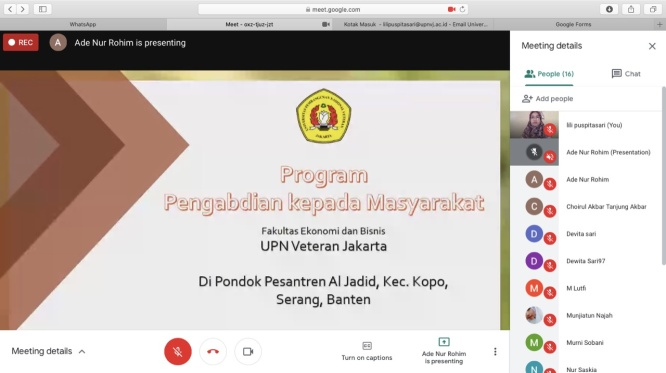 meet.google.com
WhatsApp
Meet - oxz-tjuz-jzt
Kotak Masuk - lilipuspitasari@upnvj.ac.id - Email Univer...
Google Forms
REC
A
Ade Nur Rohim is presenting
Program
Pengabdian kepada Masyarakat
Fakultas Ekonomi dan Bisnis
UPN Veteran Jakarta
Di Pondok Pesantren Al Jadid, Kec. Kopo,
Serang, Banten
Meeting details
People (16)
Chat
Add people
lili puspitasari (You)
Ade Nur Rohim (Presentation)
A
Ade Nur Rohim
C
Choirul Akbar Tanjung Akbar
D
Devita sari
D
Dewita Sari97
M
M Lutfi
Munjiatun Najah
M
Murni Sobani
N
Nur Saskia
Meeting details
Turn on captions
Ade Nur Rohim
is presenting